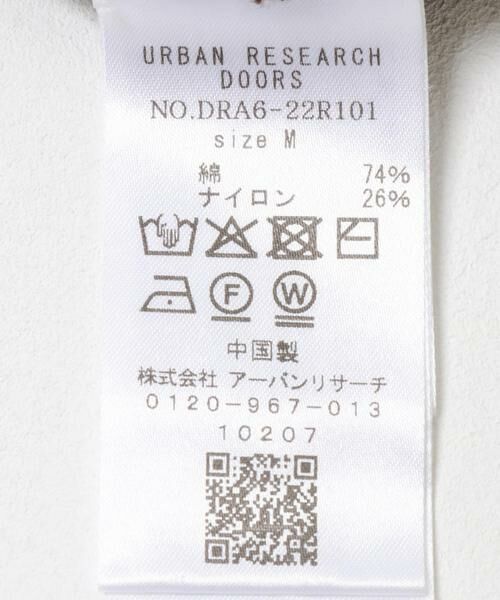 URBAN RESEARCH
DOORS
NO.DRA6-22R101
size M
綿 74%
ナイロン 26%
F W
中国製
株式会社 アーバンリサーチ
0120-967-013
10207